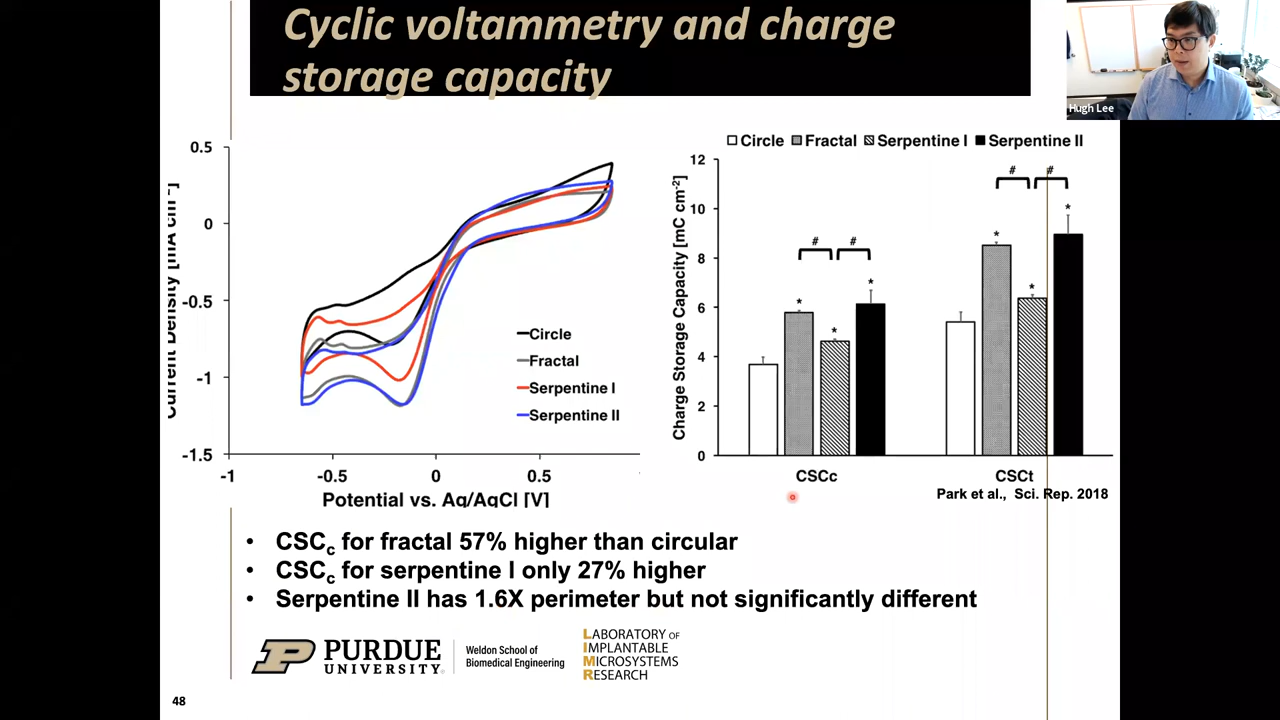 Cyclic voltammetry and charge
storage capacity
Hugh Lee
0.5
0
-0.5
-1
-1.5
-1
-0.5
0
0.5
Potential vs. Ag/AgCl [V]
Circle
Fractal
Serpentine I
Serpentine II
Circle Fractal Serpentine I Serpentine II
Charge Storage Capacity [mC cm-2]
12
10
8
6
4
2
0
# #
* * *
# #
* * *
CSCc
CSCt
Park et al., Sci. Rep. 2018
• CSCc for fractal 57% higher than circular
• CSCc for serpentine I only 27% higher
• Serpentine II has 1.6X perimeter but not significantly different
PURDUE
UNIVERSITY
Weldon School of
Biomedical Engineering
LABORATORY OF
IMPLANTABLE
MICROSYSTEMS
RESEARCH
48